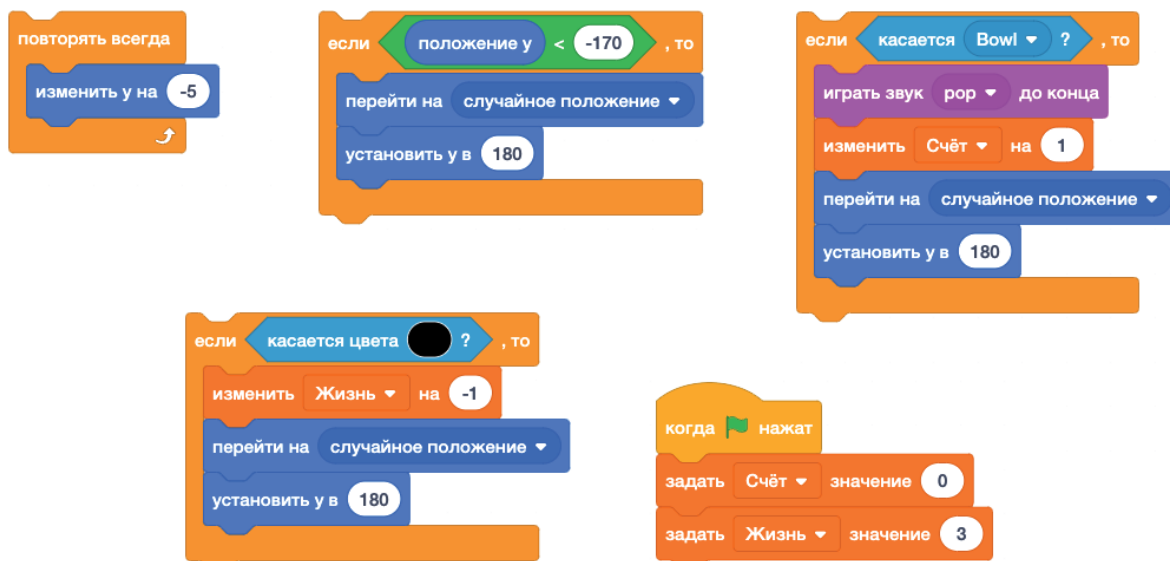 повторять всегда
изменить y на -5
если положение y < -170 , то
перейти на случайное положение
установить y в 180
если касается Bowl ? , то
играть звук pop до конца
изменить Счёт на 1
перейти на случайное положение
установить y в 180
если касается цвета ? , то
изменить Жизнь на -1
перейти на случайное положение
установить y в 180
когда нажат
задать Счёт значение 0
задать Жизнь значение 3